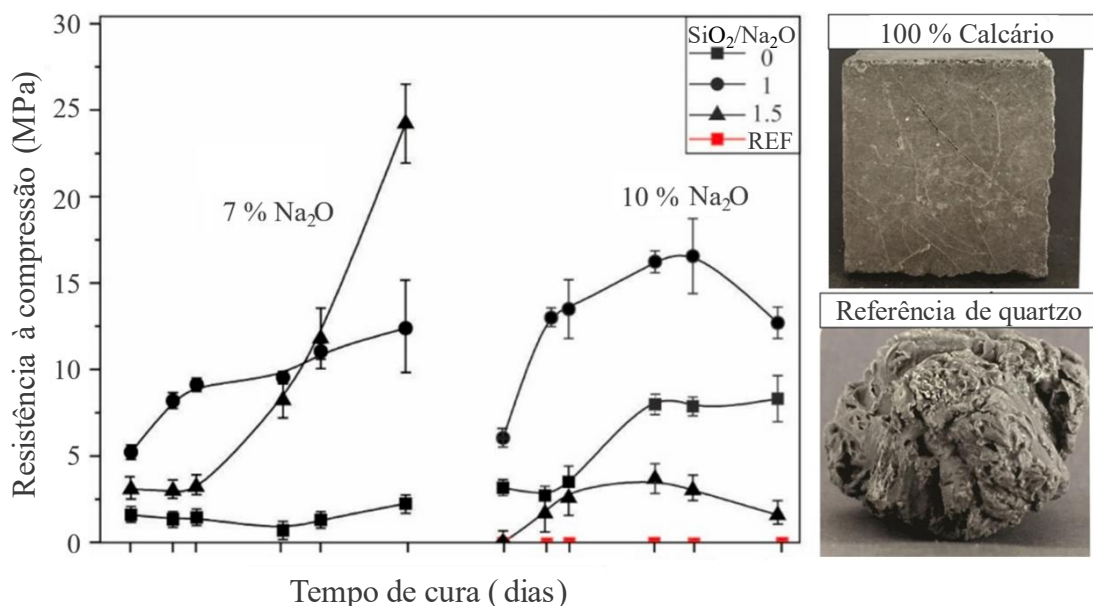 Resistência à compressão (MPa)
30
25
20
15
10
5
0
7 % Na₂O
10 % Na₂O
SiO₂/Na₂O
0
1
1.5
REF
Tempo de cura ( dias)
100 % Calcário
Referência de quartzo